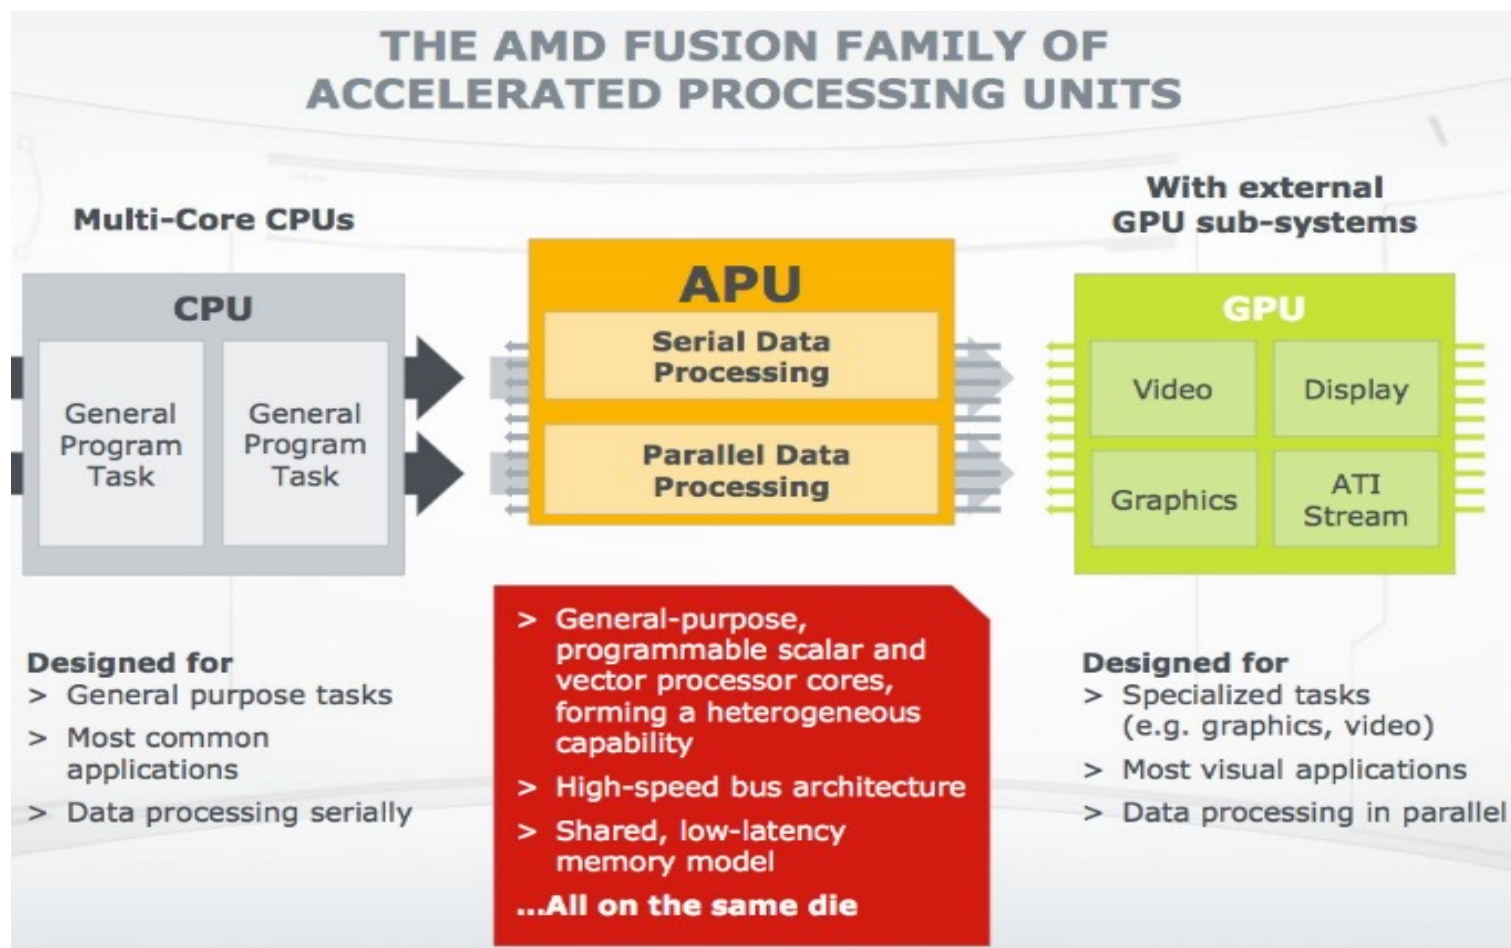 THE AMD FUSION FAMILY OF
ACCELERATED PROCESSING UNITS
Multi-Core CPUs
CPU
General
Program
Task
General
Program
Task
APU
Serial Data
Processing
Parallel Data
Processing
With external
GPU sub-systems
GPU
Video
Display
Graphics
ATI
Stream
Designed for
> General purpose tasks
> Most common
applications
> Data processing serially
> General-purpose,
programmable scalar and
vector processor cores,
forming a heterogeneous
capability
> High-speed bus architecture
> Shared, low-latency
memory model
...All on the same die
Designed for
> Specialized tasks
(e.g. graphics, video)
> Most visual applications
> Data processing in parallel